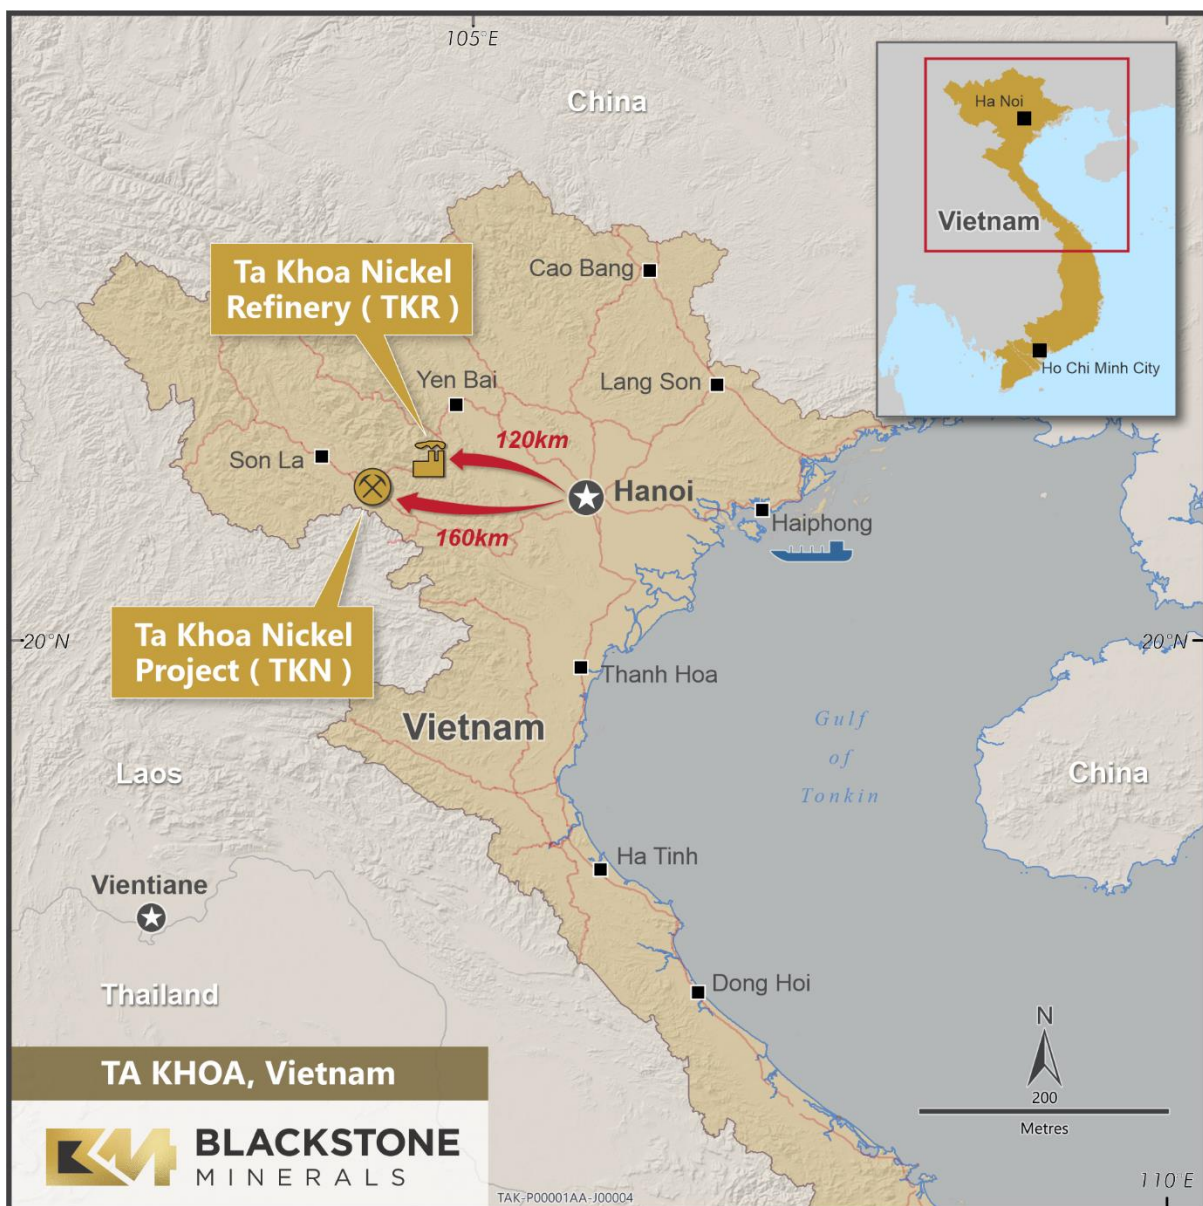 105°E
China
Ha Noi
Vietnam
Ho Chi Minh City
Ta Khoa Nickel
Refinery ( TKR )
Cao Bang
Yen Bai
Lang Son
120km
Son La
Hanoi
160km
Haiphong
Ta Khoa Nickel
Project ( TKN )
20°N
20°N
Thanh Hoa
Vietnam
Gulf
of
Tonkin
Laos
China
Ha Tinh
Vientiane
Dong Hoi
Thailand
N
200
Metres
TA KHOA, Vietnam
BM BLACKSTONE
MINERALS
TAK-P00001AA-J00004
110°E